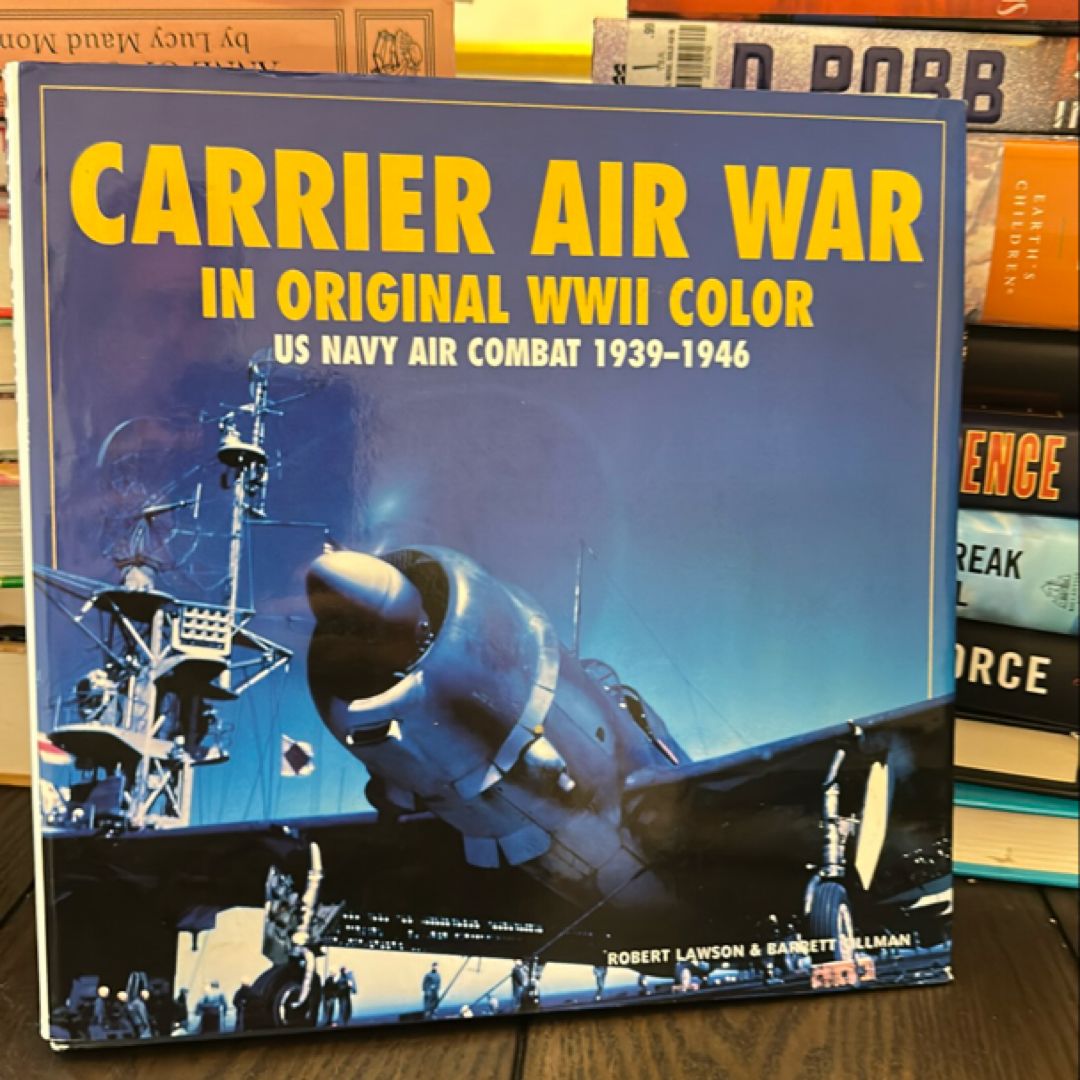 by Lucy Maud Mon
D. ROBB
CARRIER AIR WAR
IN ORIGINAL WWII COLOR
US NAVY AIR COMBAT 1939–1946
EARTH'S
CHILDREN®
ENCE
REAK
L
ORCE
ROBERT LAWSON & BARRETT TILLMAN